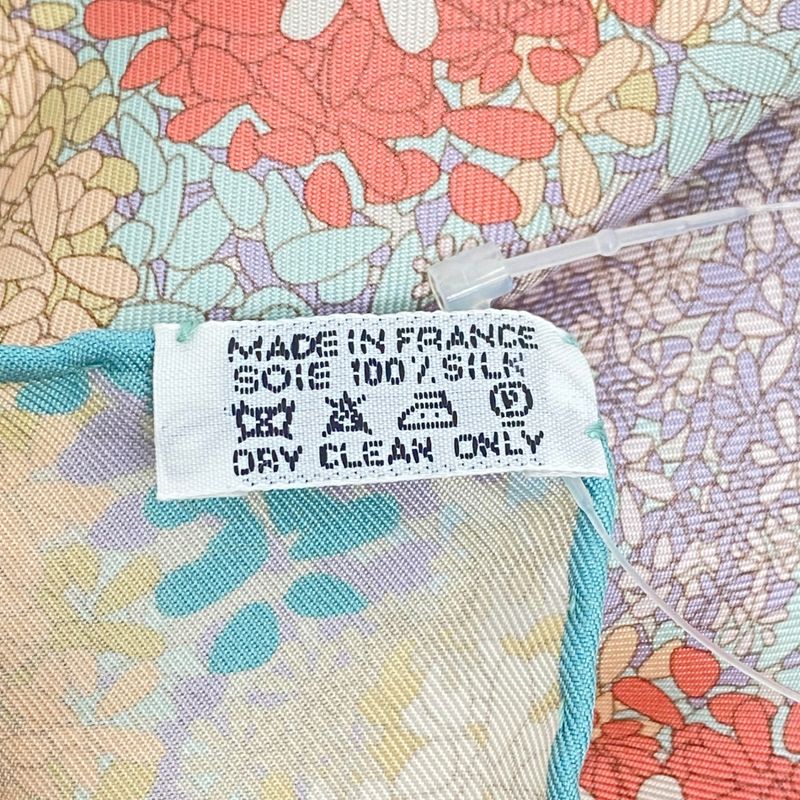 MADE IN FRANCE
SOIE 100% SILK
P
DRY CLEAN ONLY